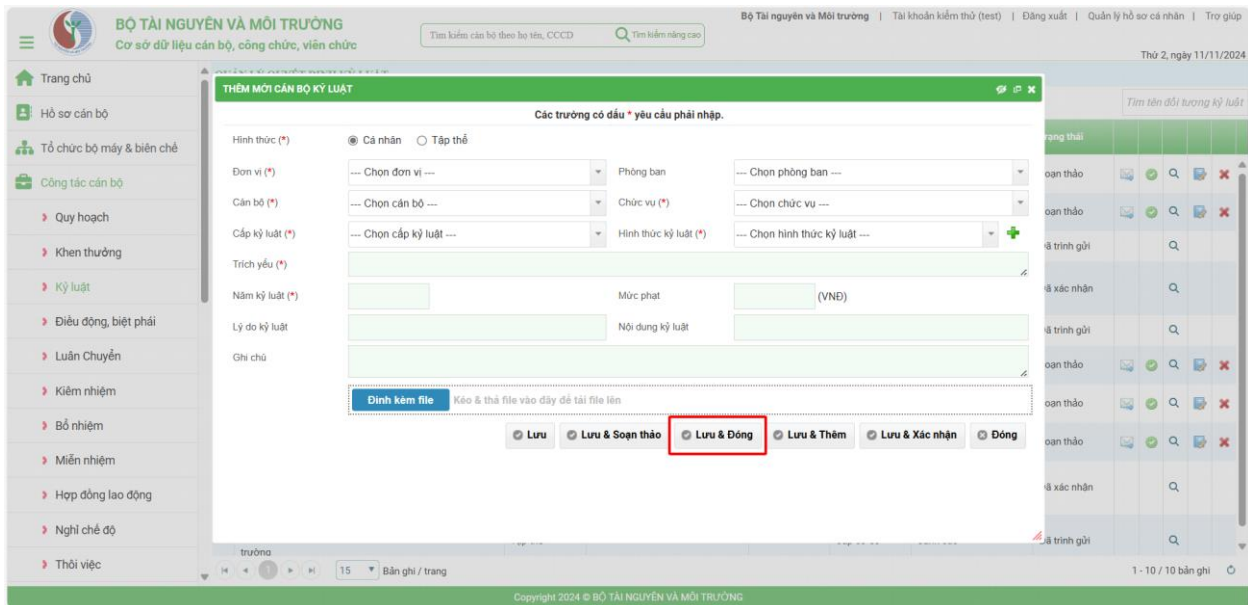 BỘ TÀI NGUYÊN VÀ MÔI TRƯỜNG
Cơ sở dữ liệu cán bộ, công chức, viên chức
Tìm kiếm cán bộ theo họ tên, CCCD
Tìm kiếm nâng cao
Bộ Tài nguyên và Môi trường | Tài khoản kiểm thử (test) | Đăng xuất | Quản lý hồ sơ cá nhân | Trợ giúp
Thứ 2, ngày 11/11/2024
Trang chủ
Hồ sơ cán bộ
Tổ chức bộ máy & biên chế
Công tác cán bộ
Quy hoạch
Khen thưởng
Kỷ luật
Điều động, biệt phái
Luân Chuyển
Kiêm nhiệm
Bổ nhiệm
Miễn nhiệm
Hợp đồng lao động
Nghỉ chế độ
Thôi việc
Tìm tên đối tượng kỷ luật
THÊM MỚI CÁN BỘ KỶ LUẬT
Các trường có dấu * yêu cầu phải nhập.
Hình thức (*) Cá nhân Tập thể
Đơn vị (*) --- Chọn đơn vị --- Phòng ban --- Chọn phòng ban ---
Cán bộ (*) --- Chọn cán bộ --- Chức vụ (*) --- Chọn chức vụ ---
Cấp kỷ luật (*) --- Chọn cấp kỷ luật --- Hình thức kỷ luật (*) --- Chọn hình thức kỷ luật ---
Trích yếu (*)
Năm kỷ luật (*) Mức phạt (VNĐ)
Lý do kỷ luật Nội dung kỷ luật
Ghi chú
Đính kèm file Kéo & thả file vào đây để tải file lên
Lưu Lưu & Soạn thảo Lưu & Đóng Lưu & Thêm Lưu & Xác nhận Đóng
rạng thái
oạn thảo
oạn thảo
ã trình gửi
ã xác nhận
ã trình gửi
oạn thảo
oạn thảo
oạn thảo
ã xác nhận
ã trình gửi
trường
1 15 Bản ghi / trang
1 - 10 / 10 bản ghi
Copyright 2024 © BỘ TÀI NGUYÊN VÀ MÔI TRƯỜNG